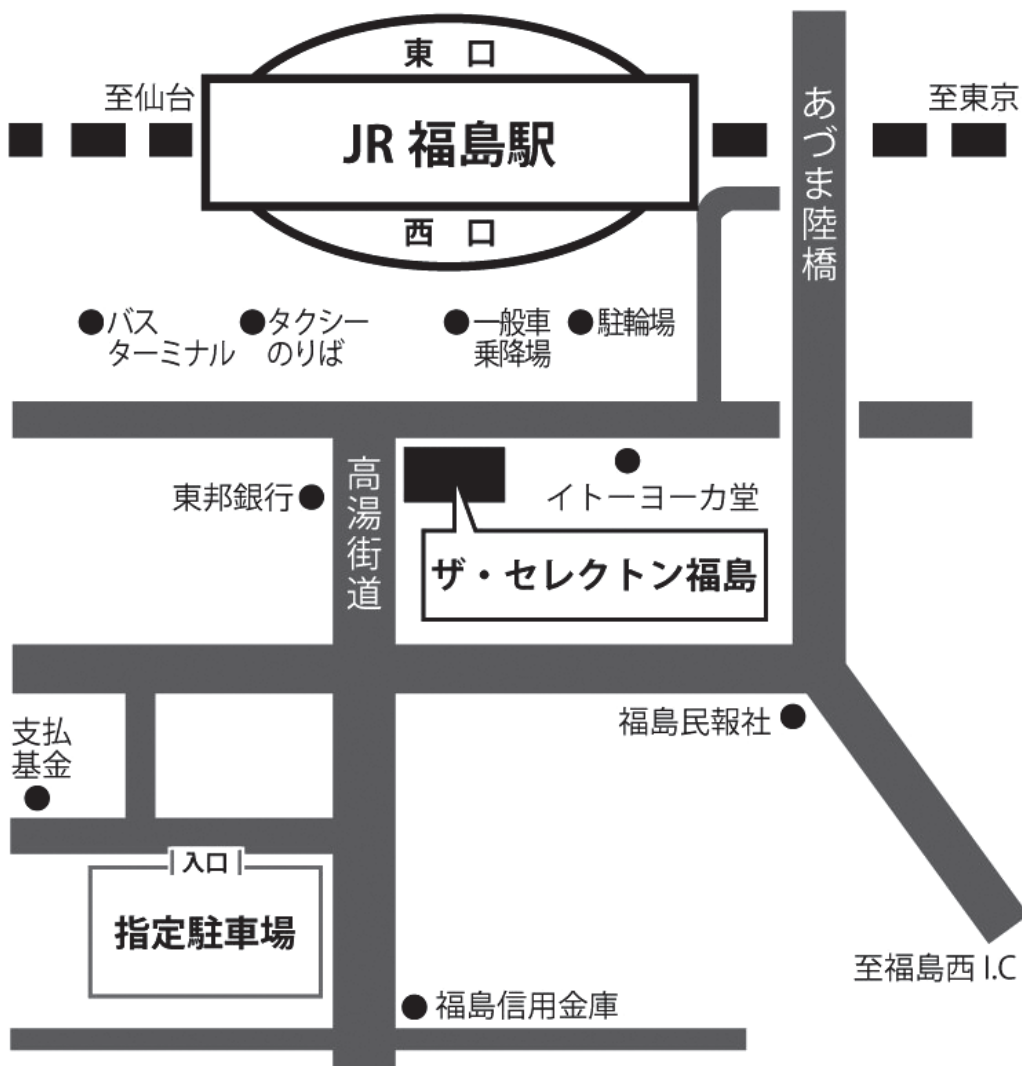 東 口
至仙台
JR 福島駅
至東京
あづま陸橋
西 口
バス
ターミナル
タクシー
のりば
一般車
乗降場
駐輪場
高湯街道
東邦銀行
イトーヨーカ堂
ザ・セレクトン福島
福島民報社
支払
基金
入口
指定駐車場
至福島西 I.C
福島信用金庫